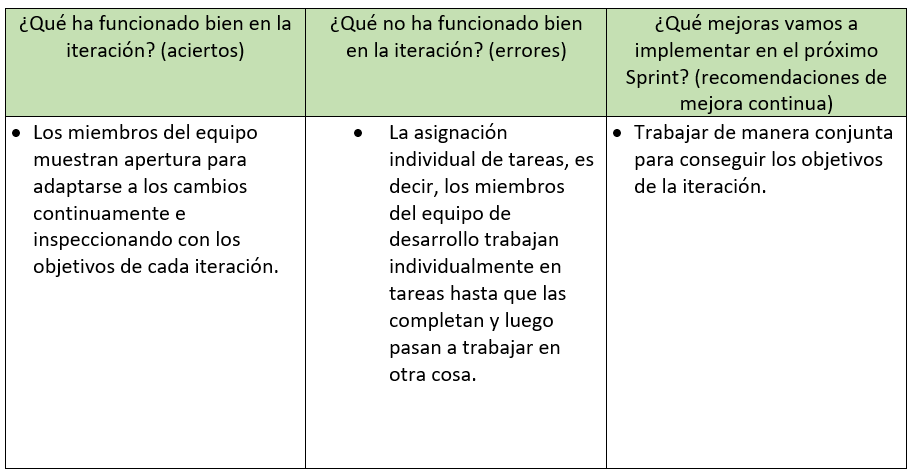 ¿Qué ha funcionado bien en la
iteración? (aciertos)
¿Qué no ha funcionado bien
en la iteración? (errores)
¿Qué mejoras vamos a
implementar en el próximo
Sprint? (recomendaciones de
mejora continua)
• Los miembros del equipo
muestran apertura para
adaptarse a los cambios
continuamente e
inspeccionando con los
objetivos de cada iteración.
• La asignación
individual de tareas, es
decir, los miembros
del equipo de
desarrollo trabajan
individualmente en
tareas hasta que las
completan y luego
pasan a trabajar en
otra cosa.
• Trabajar de manera conjunta
para conseguir los objetivos
de la iteración.